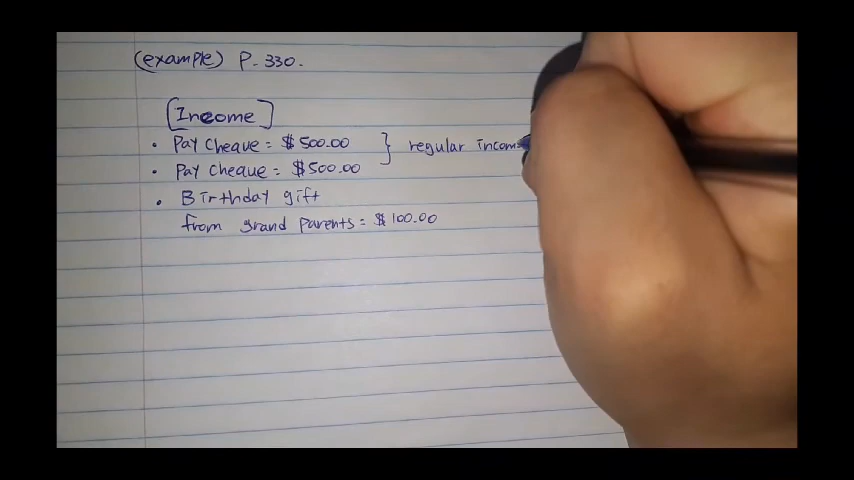 (example) P. 330.
[Income]
• Pay cheque = $500.00 } regular income
• Pay cheque = $500.00
• Birthday gift
from grand parents = $100.00